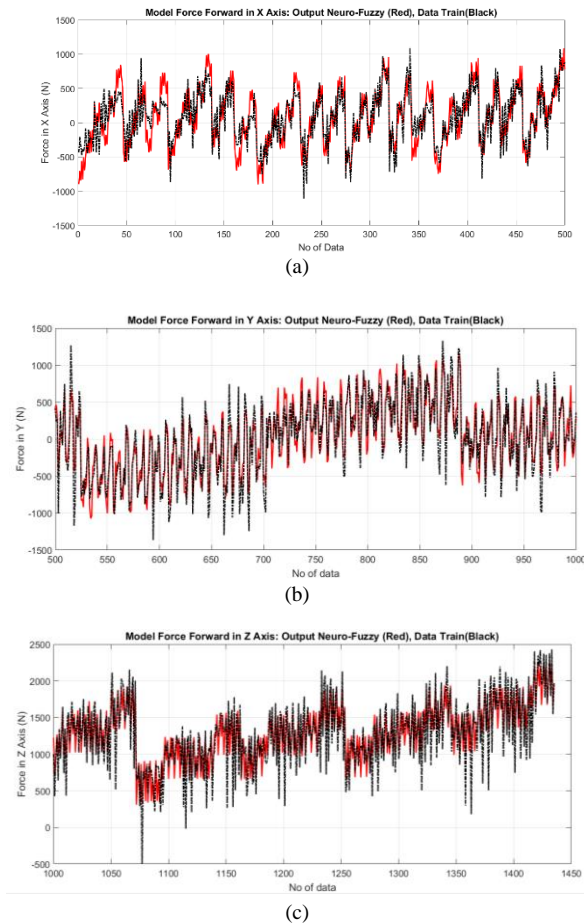 Model Force Forward in X Axis: Output Neuro-Fuzzy (Red), Data Train(Black)
1500
1000
500
0
-500
-1000
-1500
Force in X Axis (N)
0 50 100 150 200 250 300 350 400 450 500
No of Data
(a)
Model Force Forward in Y Axis: Output Neuro-Fuzzy (Red), Data Train(Black)
1500
1000
500
0
-500
-1000
-1500
Force in Y (N)
500 550 600 650 700 750 800 850 900 950 1000
No of data
(b)
Model Force Forward in Z Axis: Output Neuro-Fuzzy (Red), Data Train(Black)
2500
2000
1500
1000
500
0
-500
Force in Z Axis (N)
1000 1050 1100 1150 1200 1250 1300 1350 1400 1450
No of data
(c)